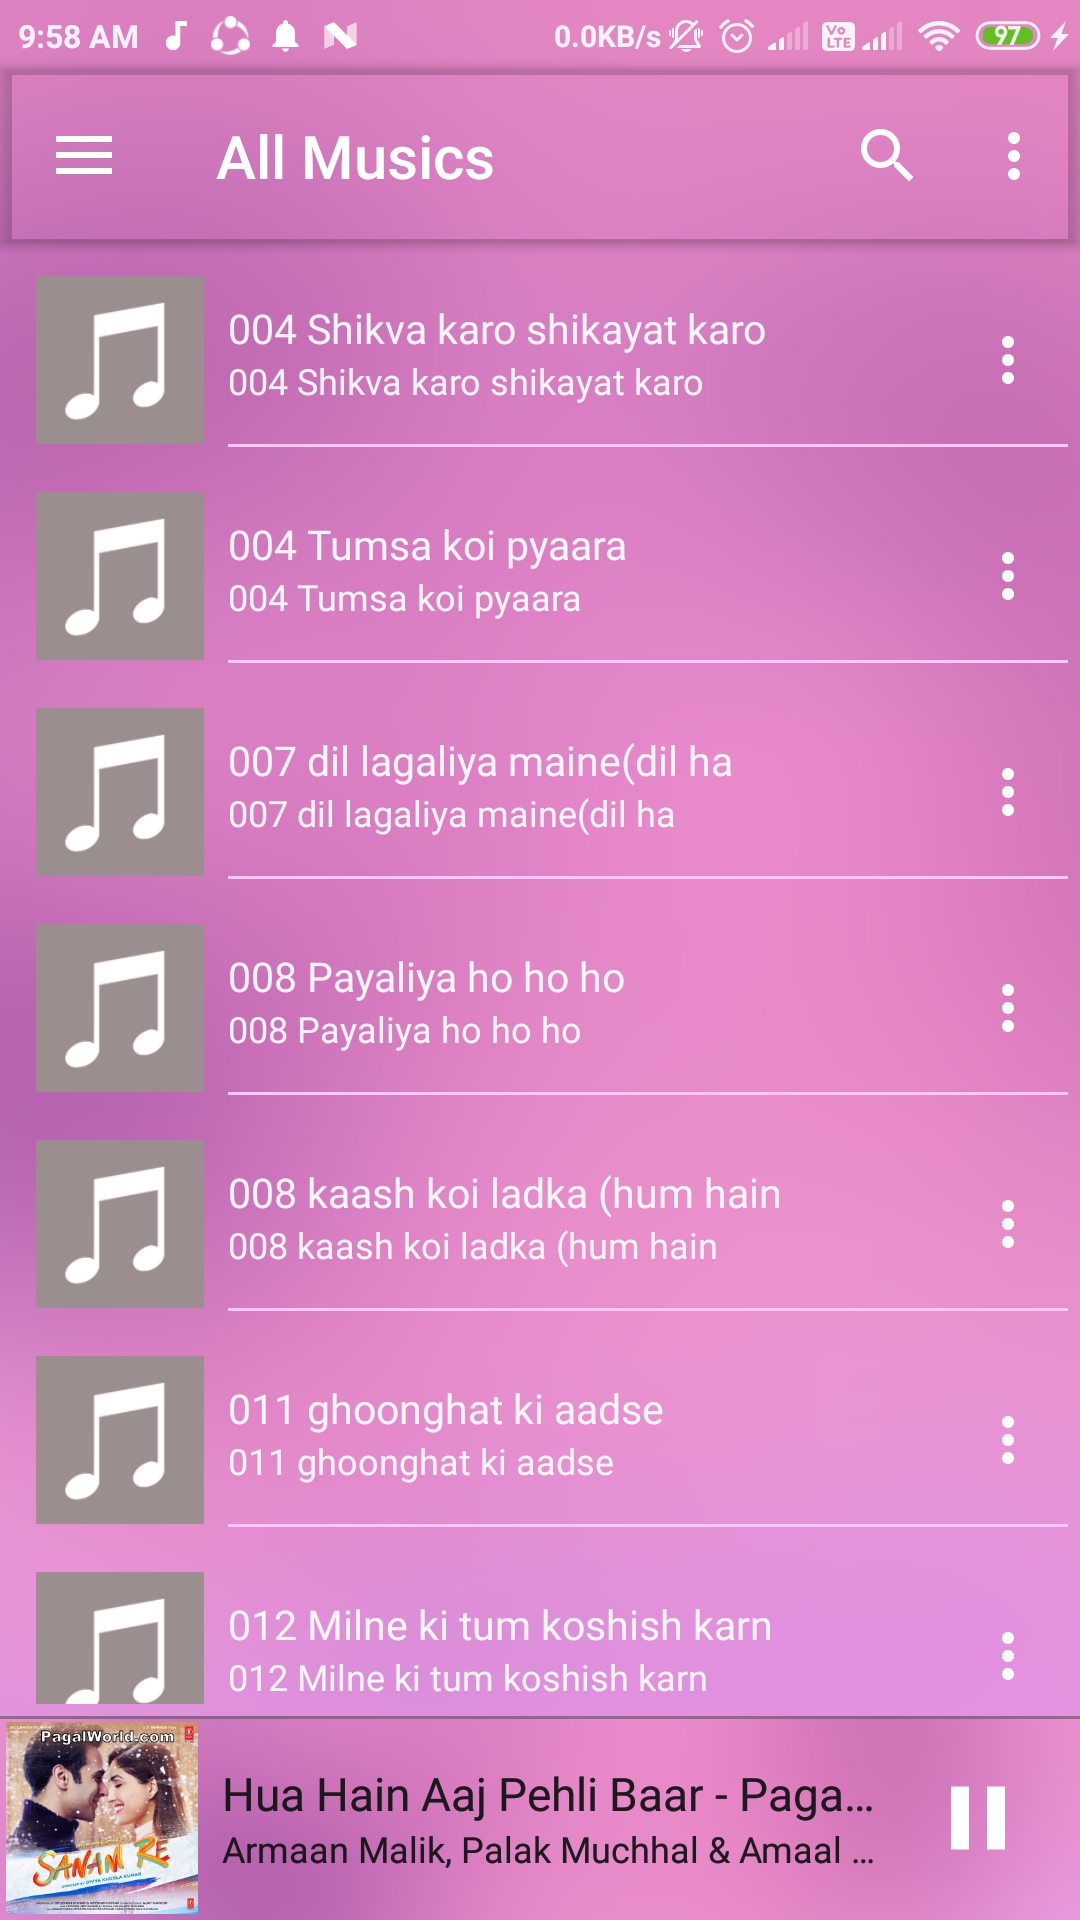 9:58 AM 0.0KB/s Vo LTE 97
All Musics
004 Shikva karo shikayat karo
004 Shikva karo shikayat karo
004 Tumsa koi pyaara
004 Tumsa koi pyaara
007 dil lagaliya maine(dil ha
007 dil lagaliya maine(dil ha
008 Payaliya ho ho ho
008 Payaliya ho ho ho
008 kaash koi ladka (hum hain
008 kaash koi ladka (hum hain
011 ghoonghat ki aadse
011 ghoonghat ki aadse
012 Milne ki tum koshish karn
012 Milne ki tum koshish karn
PagalWorld.com
SANAM RE
Hua Hain Aaj Pehli Baar - Paga...
Armaan Malik, Palak Muchhal & Amaal ...